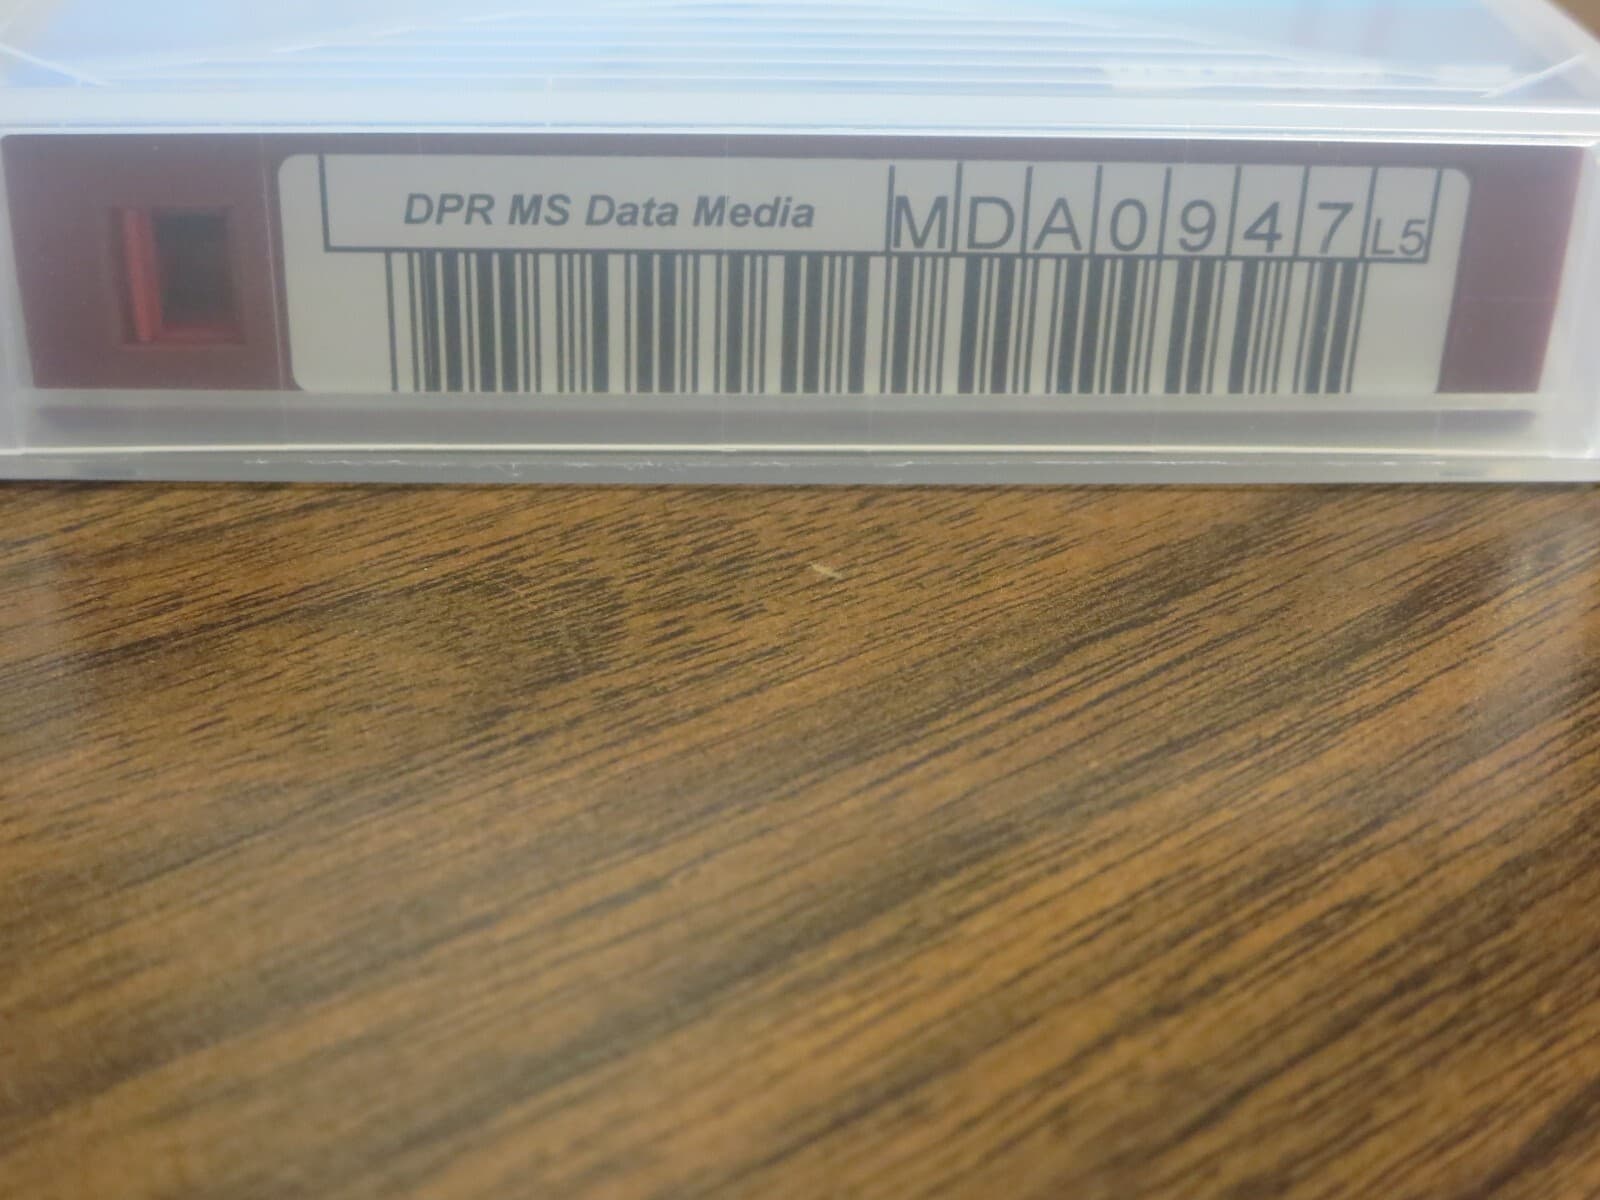 DPR MS Data Media MDA0947L5